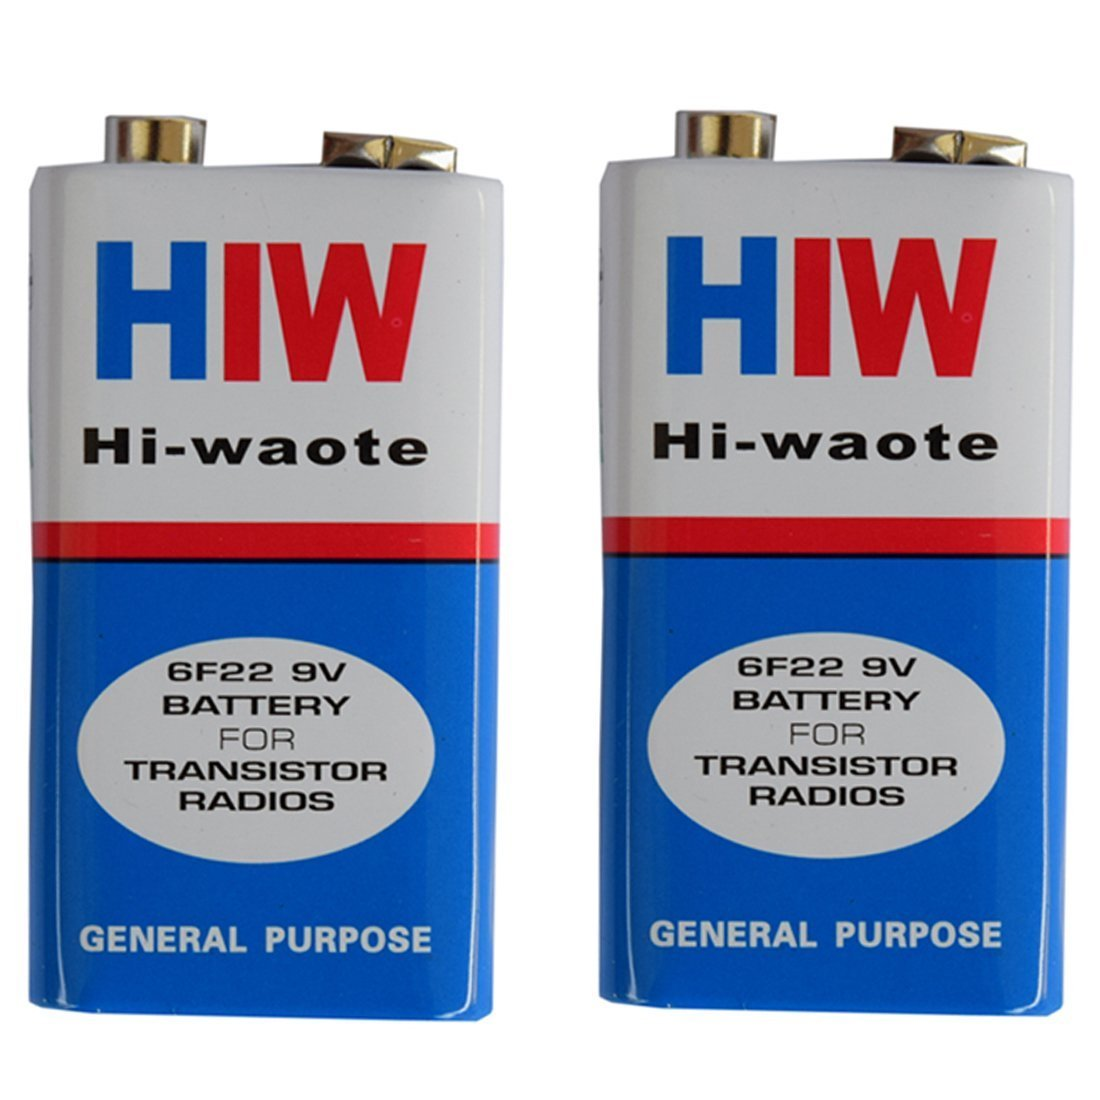 HIW
Hi-waote
6F22 9V
BATTERY
FOR
TRANSISTOR
RADIOS
GENERAL PURPOSE
HIW
Hi-waote
6F22 9V
BATTERY
FOR
TRANSISTOR
RADIOS
GENERAL PURPOSE